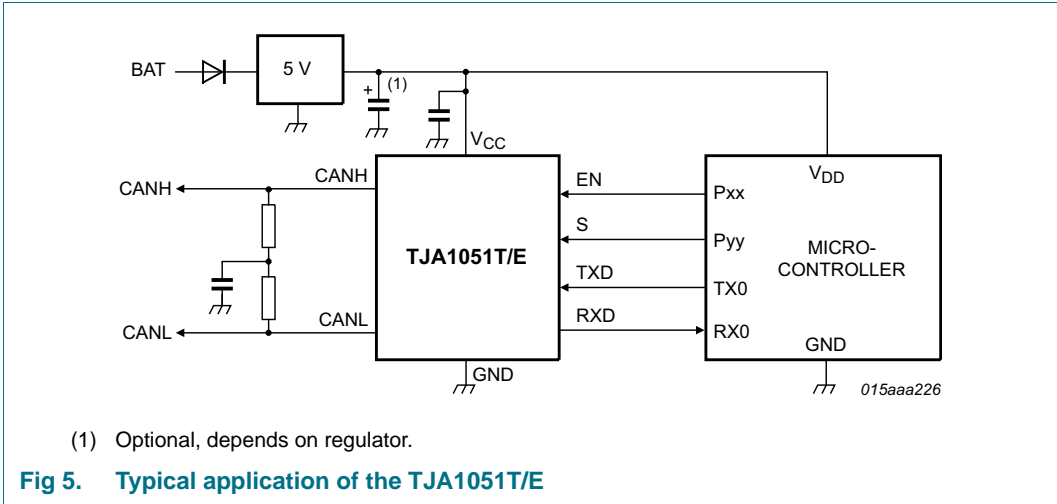 BAT
5 V
+
(1)
VCC
CANH
CANH
CANL
CANL
TJA1051T/E
GND
EN
S
TXD
RXD
VDD
Pxx
Pyy
TX0
RX0
MICRO-
CONTROLLER
GND
015aaa226
(1) Optional, depends on regulator.
Fig 5. Typical application of the TJA1051T/E